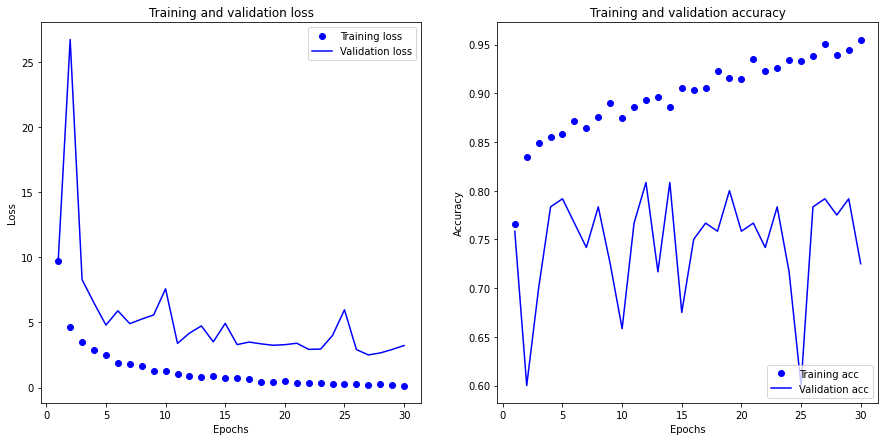 Training and validation loss
Training loss
Validation loss
25
20
15
10
5
0
Loss
0
5
10
15
20
25
30
Epochs
Training and validation accuracy
0.95
0.90
0.85
0.80
0.75
0.70
0.65
0.60
Accuracy
Training acc
Validation acc
0
5
10
15
20
25
30
Epochs